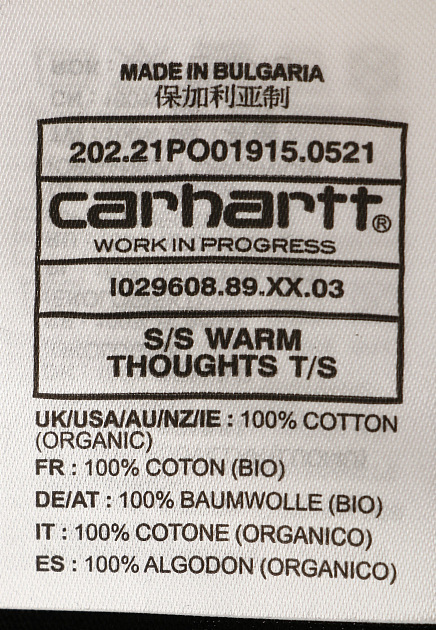 MADE IN BULGARIA
保加利亚制
202.21PO01915.0521
carhartt®
WORK IN PROGRESS
I029608.89.XX.03
S/S WARM
THOUGHTS T/S
UK/USA/AU/NZ/IE : 100% COTTON
(ORGANIC)
FR : 100% COTON (BIO)
DE/AT : 100% BAUMWOLLE (BIO)
IT : 100% COTONE (ORGANICO)
ES : 100% ALGODON (ORGANICO)